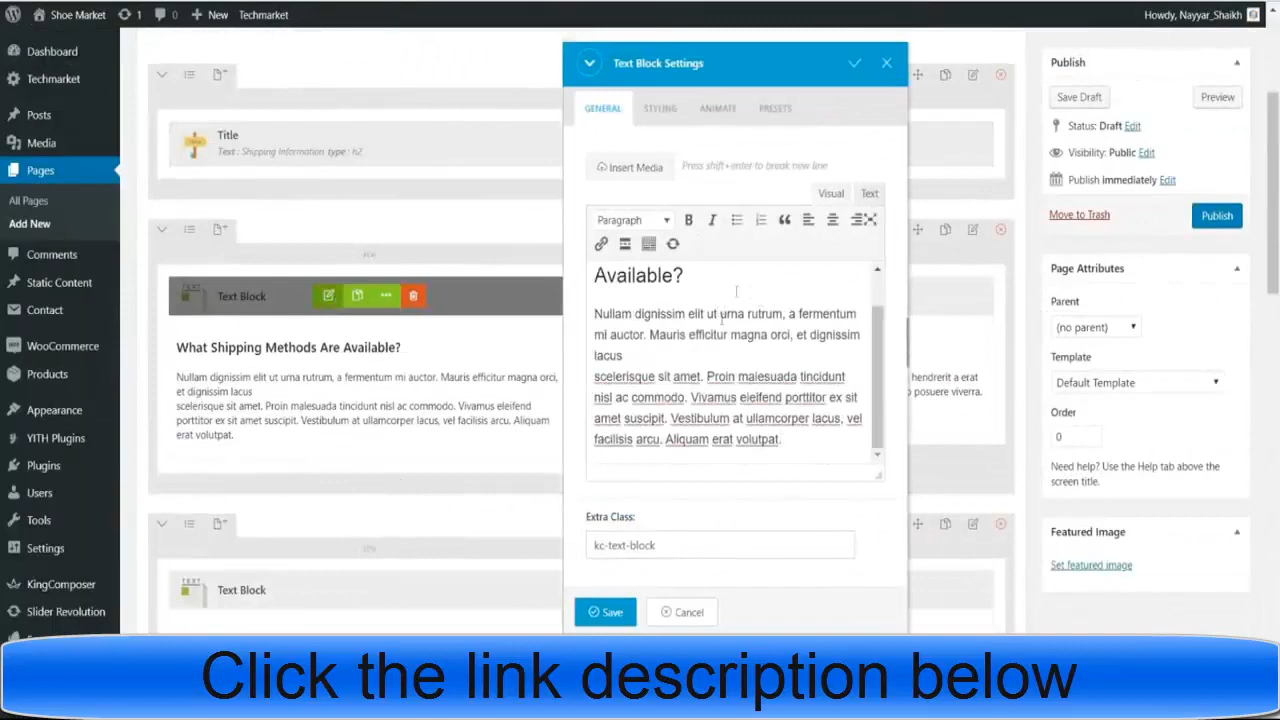 Shoe Market
1
0
New
Techmarket
Howdy, Nayyar_Shaikh
Dashboard
Techmarket
Posts
Media
Pages
All Pages
Add New
Comments
Static Content
Contact
WooCommerce
Products
Appearance
YITH Plugins
Plugins
Users
Tools
Settings
KingComposer
Slider Revolution
Title
Text : Shipping Information type : h2
Text Block
What Shipping Methods Are Available?
Nullam dignissim elit ut urna rutrum, a fermentum mi auctor. Mauris efficitur magna orci,
et dignissim lacus
scelerisque sit amet. Proin malesuada tincidunt nisl ac commodo. Vivamus eleifend
porttitor ex sit amet suscipit. Vestibulum at ullamcorper lacus, vel facilisis arcu. Aliquam
erat volutpat.
hendrerit a erat
posuere viverra.
TEXT
Text Block
Text Block Settings
GENERAL
STYLING
ANIMATE
PRESETS
Insert Media
Press shift+enter to break new line
Visual
Text
Paragraph
B
I
Available?
Nullam dignissim elit ut urna rutrum, a fermentum
mi auctor. Mauris efficitur magna orci, et dignissim
lacus
scelerisque sit amet. Proin malesuada tincidunt
nisl ac commodo. Vivamus eleifend porttitor ex sit
amet suscipit. Vestibulum at ullamcorper lacus, vel
facilisis arcu. Aliquam erat volutpat.
Extra Class:
kc-text-block
Save
Cancel
Publish
Save Draft
Preview
Status: Draft Edit
Visibility: Public Edit
Publish immediately Edit
Move to Trash
Publish
Page Attributes
Parent
(no parent)
Template
Default Template
Order
0
Need help? Use the Help tab above the
screen title.
Featured Image
Set featured image
Click the link description below